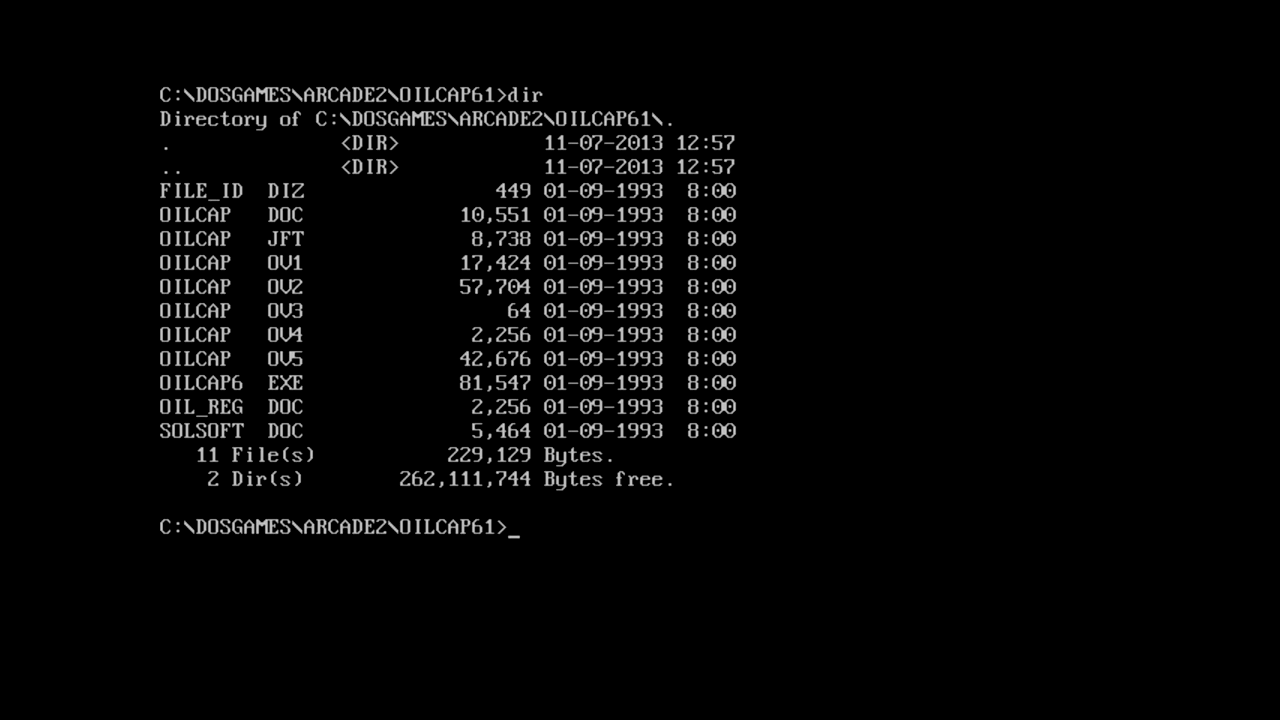 C:\DOSGAMES\ARCADE2\OILCAP61>dir
Directory of C:\DOSGAMES\ARCADE2\OILCAP61\.
.              <DIR>            11-07-2013 12:57
..             <DIR>            11-07-2013 12:57
FILE_ID  DIZ                449 01-09-1993  8:00
OILCAP   DOC             10,551 01-09-1993  8:00
OILCAP   JFT              8,738 01-09-1993  8:00
OILCAP   OV1             17,424 01-09-1993  8:00
OILCAP   OV2             57,704 01-09-1993  8:00
OILCAP   OV3                 64 01-09-1993  8:00
OILCAP   OV4              2,256 01-09-1993  8:00
OILCAP   OV5             42,676 01-09-1993  8:00
OILCAP6  EXE             81,547 01-09-1993  8:00
OIL_REG  DOC              2,256 01-09-1993  8:00
SOLSOFT  DOC              5,464 01-09-1993  8:00
   11 File(s)           229,129 Bytes.
    2 Dir(s)        262,111,744 Bytes free.
C:\DOSGAMES\ARCADE2\OILCAP61>_